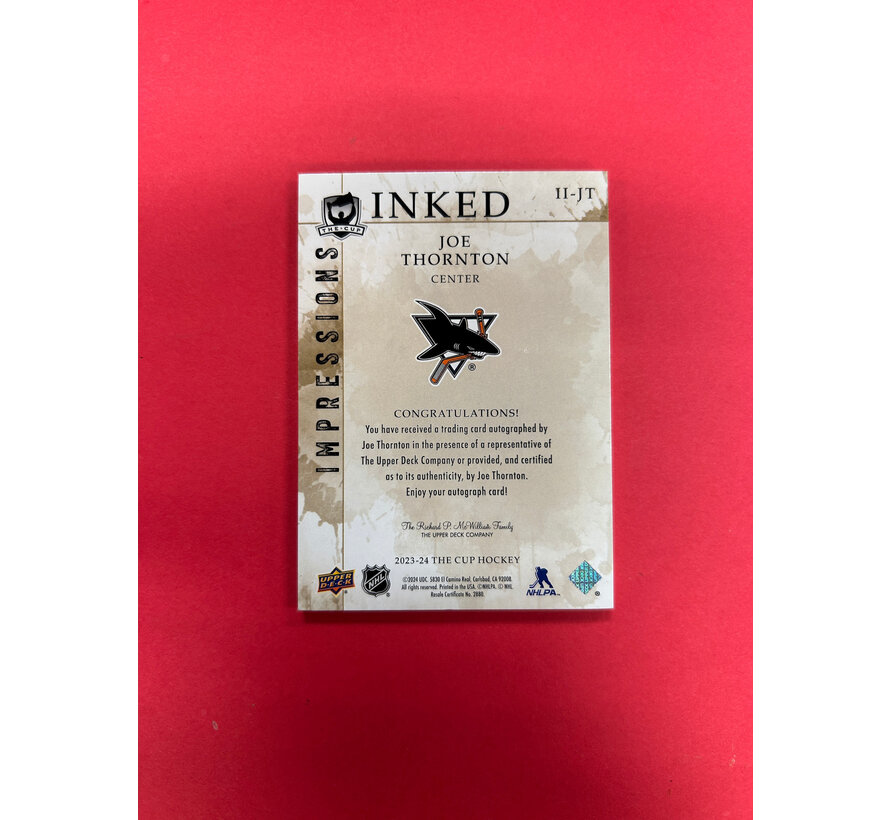 INKED
II-JT
THE·CUP
IMPRESSIONS
JOE
THORNTON
CENTER
®
CONGRATULATIONS!
You have received a trading card autographed by
Joe Thornton in the presence of a representative of
The Upper Deck Company or provided, and certified
as to its authenticity, by Joe Thornton.
Enjoy your autograph card!
The Richard P. McWilliam Family
THE UPPER DECK COMPANY
2023-24 THE CUP HOCKEY
UPPER
DECK
NHL
©2024 UDC. 5830 El Camino Real, Carlsbad, CA 92008.
All rights reserved. Printed in the USA. ©NHLPA. © NHL.
Resale Certificate No. 2880.
NHLPA
®